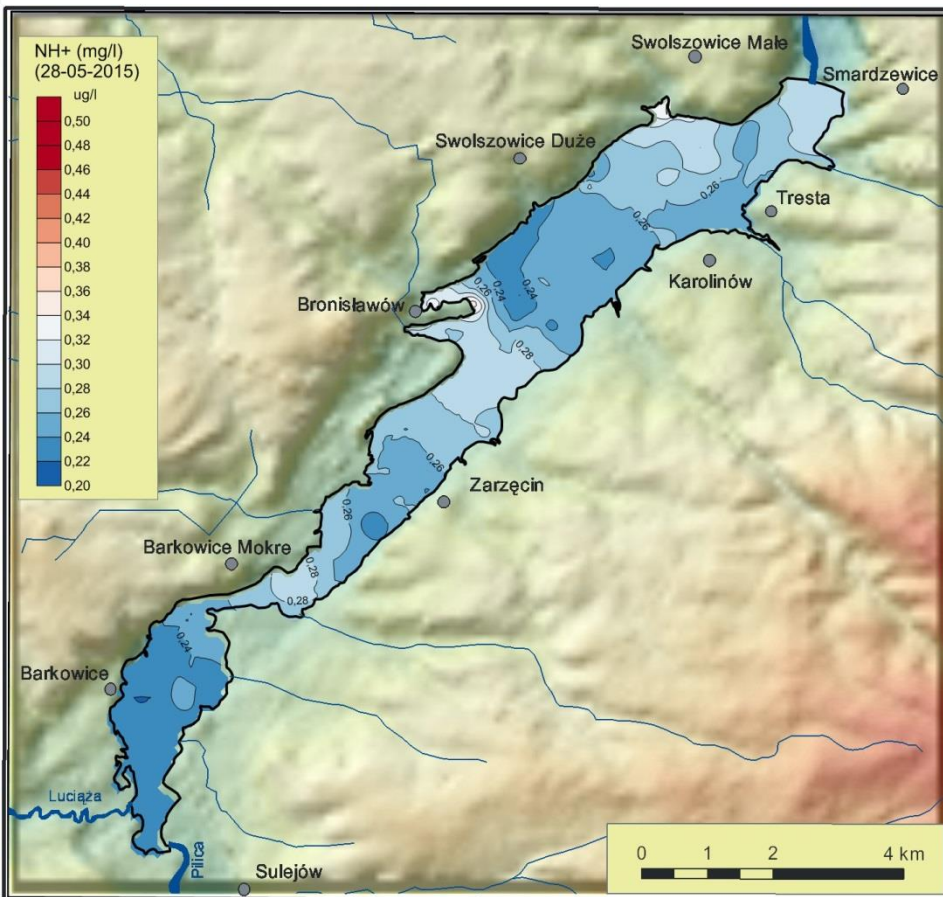 NH+ (mg/l)
(28-05-2015)
ug/l
0,50
0,48
0,46
0,44
0,42
0,40
0,38
0,36
0,34
0,32
0,30
0,28
0,26
0,24
0,22
0,20
Swolszowice Małe
Smardzewice
Swolszowice Duże
Tresta
0,26
0,26
Karolinów
0,26
0,24
0,24
Bronisławów
0,28
0,26
Zarzęcin
0,26
Barkowice Mokre
0,28
0,28
0,24
Barkowice
Luciąża
Pilica
Sulejów
0 1 2 4 km